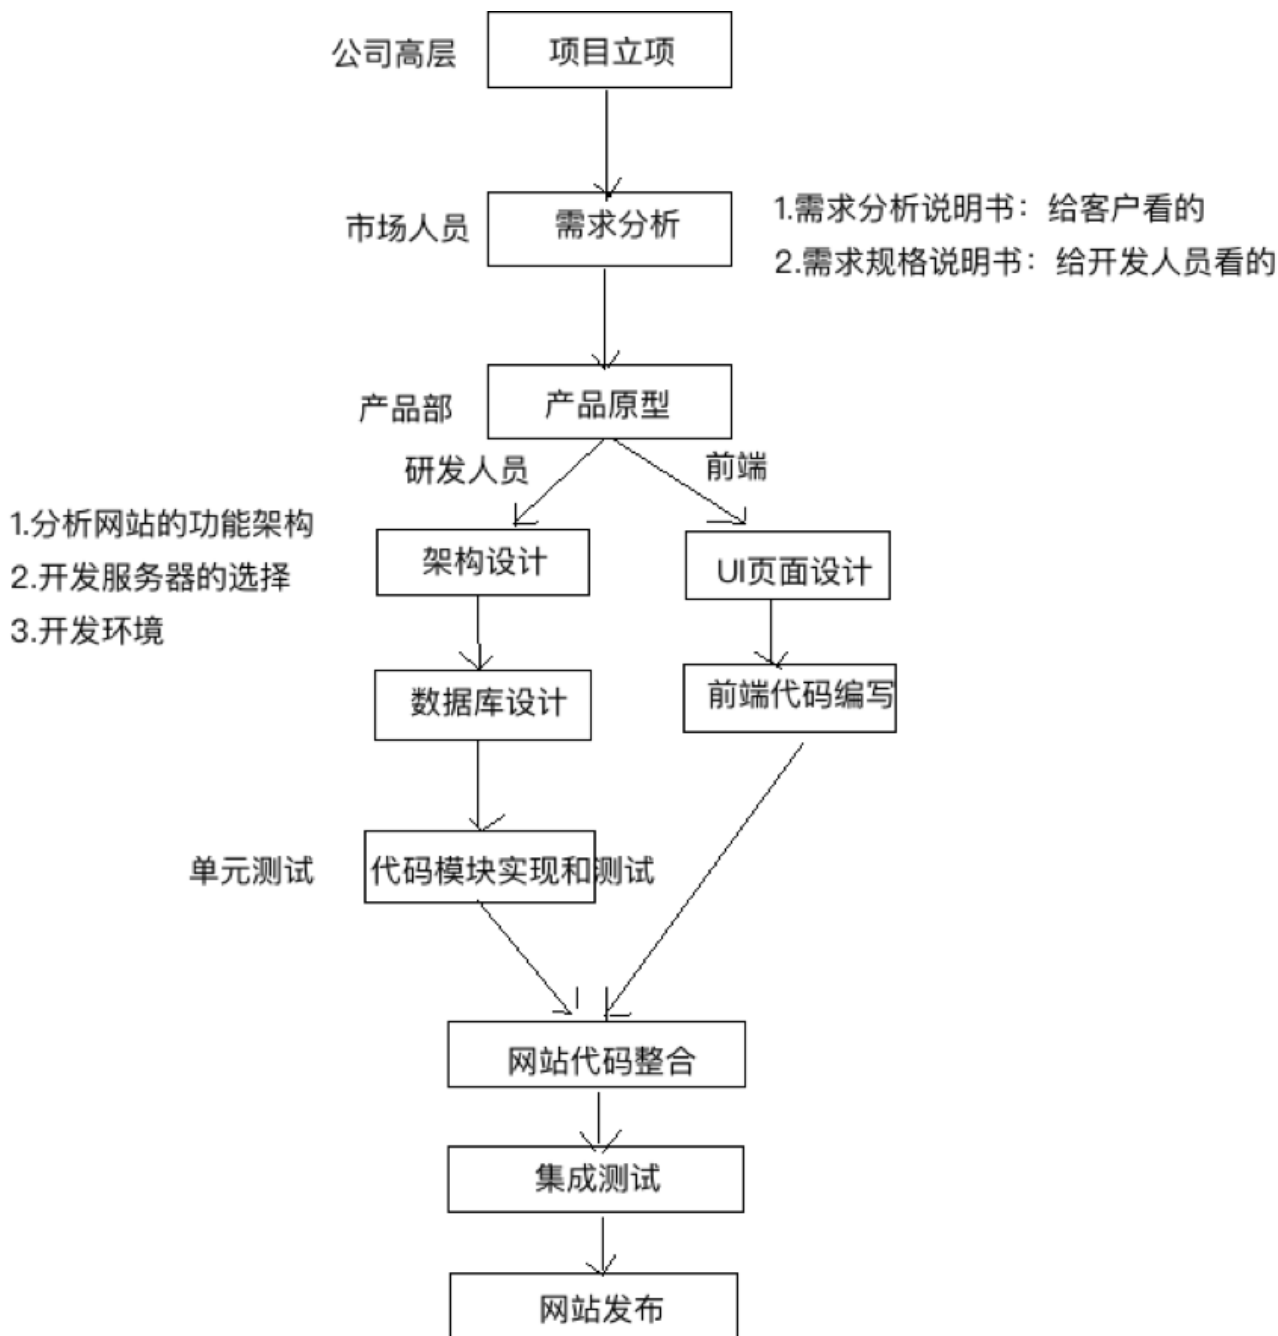 公司高层
项目立项
市场人员
需求分析
1.需求分析说明书：给客户看的
2.需求规格说明书：给开发人员看的
产品部
产品原型
研发人员
前端
1.分析网站的功能架构
2.开发服务器的选择
3.开发环境
架构设计
UI页面设计
数据库设计
前端代码编写
单元测试
代码模块实现和测试
网站代码整合
集成测试
网站发布